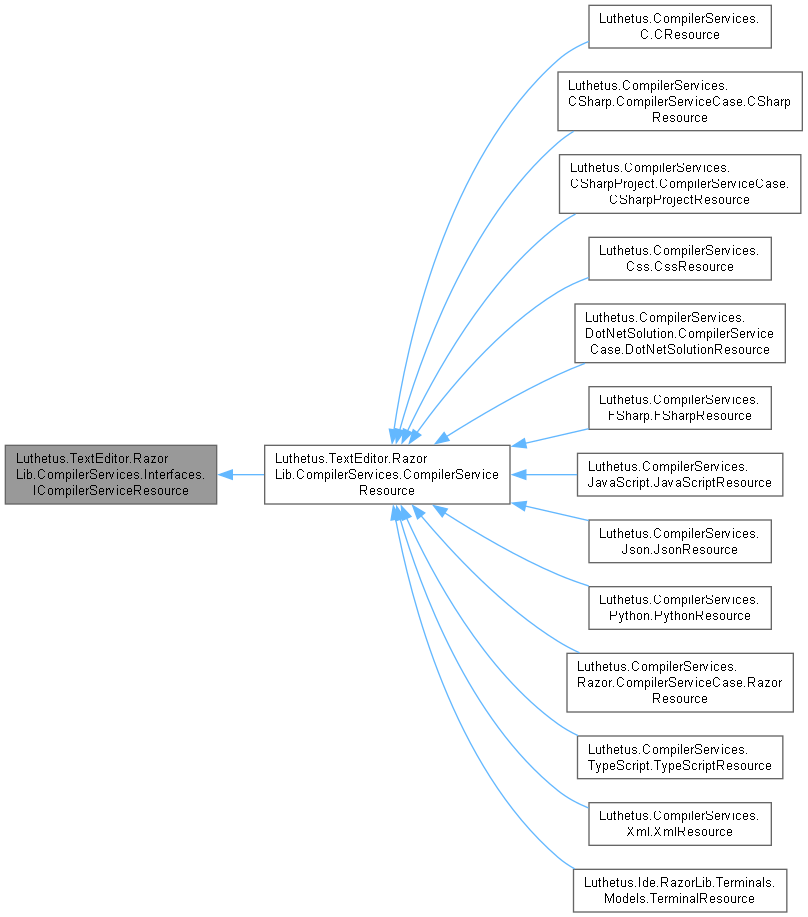 Luthetus.CompilerServices.
C.CResource
Luthetus.CompilerServices.
CSharp.CompilerServiceCase.CSharp
Resource
Luthetus.CompilerServices.
CSharpProject.CompilerServiceCase.
CSharpProjectResource
Luthetus.CompilerServices.
Css.CssResource
Luthetus.CompilerServices.
DotNetSolution.CompilerService
Case.DotNetSolutionResource
Luthetus.CompilerServices.
FSharp.FSharpResource
Luthetus.TextEditor.Razor
Lib.CompilerServices.Interfaces.
ICompilerServiceResource
Luthetus.TextEditor.Razor
Lib.CompilerServices.CompilerService
Resource
Luthetus.CompilerServices.
JavaScript.JavaScriptResource
Luthetus.CompilerServices.
Json.JsonResource
Luthetus.CompilerServices.
Python.PythonResource
Luthetus.CompilerServices.
Razor.CompilerServiceCase.Razor
Resource
Luthetus.CompilerServices.
TypeScript.TypeScriptResource
Luthetus.CompilerServices.
Xml.XmlResource
Luthetus.Ide.RazorLib.Terminals.
Models.TerminalResource